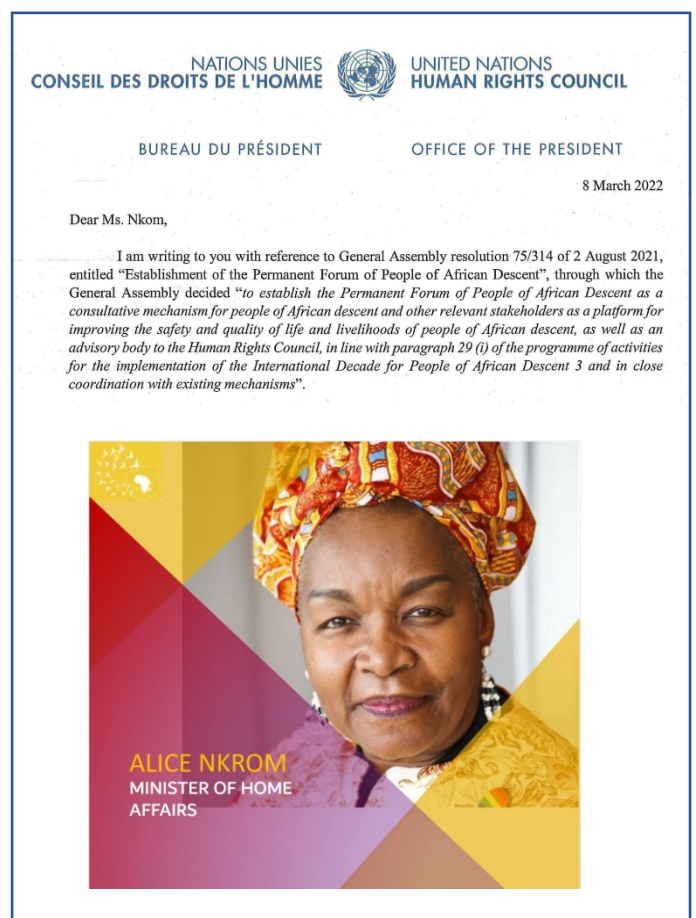 NATIONS UNIES
CONSEIL DES DROITS DE L'HOMME
UNITED NATIONS
HUMAN RIGHTS COUNCIL
BUREAU DU PRÉSIDENT
OFFICE OF THE PRESIDENT
8 March 2022
Dear Ms. Nkom,
I am writing to you with reference to General Assembly resolution 75/314 of 2 August 2021,
entitled “Establishment of the Permanent Forum of People of African Descent”, through which the
General Assembly decided “to establish the Permanent Forum of People of African Descent as a
consultative mechanism for people of African descent and other relevant stakeholders as a platform for
improving the safety and quality of life and livelihoods of people of African descent, as well as an
advisory body to the Human Rights Council, in line with paragraph 29 (i) of the programme of activities
for the implementation of the International Decade for People of African Descent 3 and in close
coordination with existing mechanisms”.
ALICE NKROM
MINISTER OF HOME
AFFAIRS